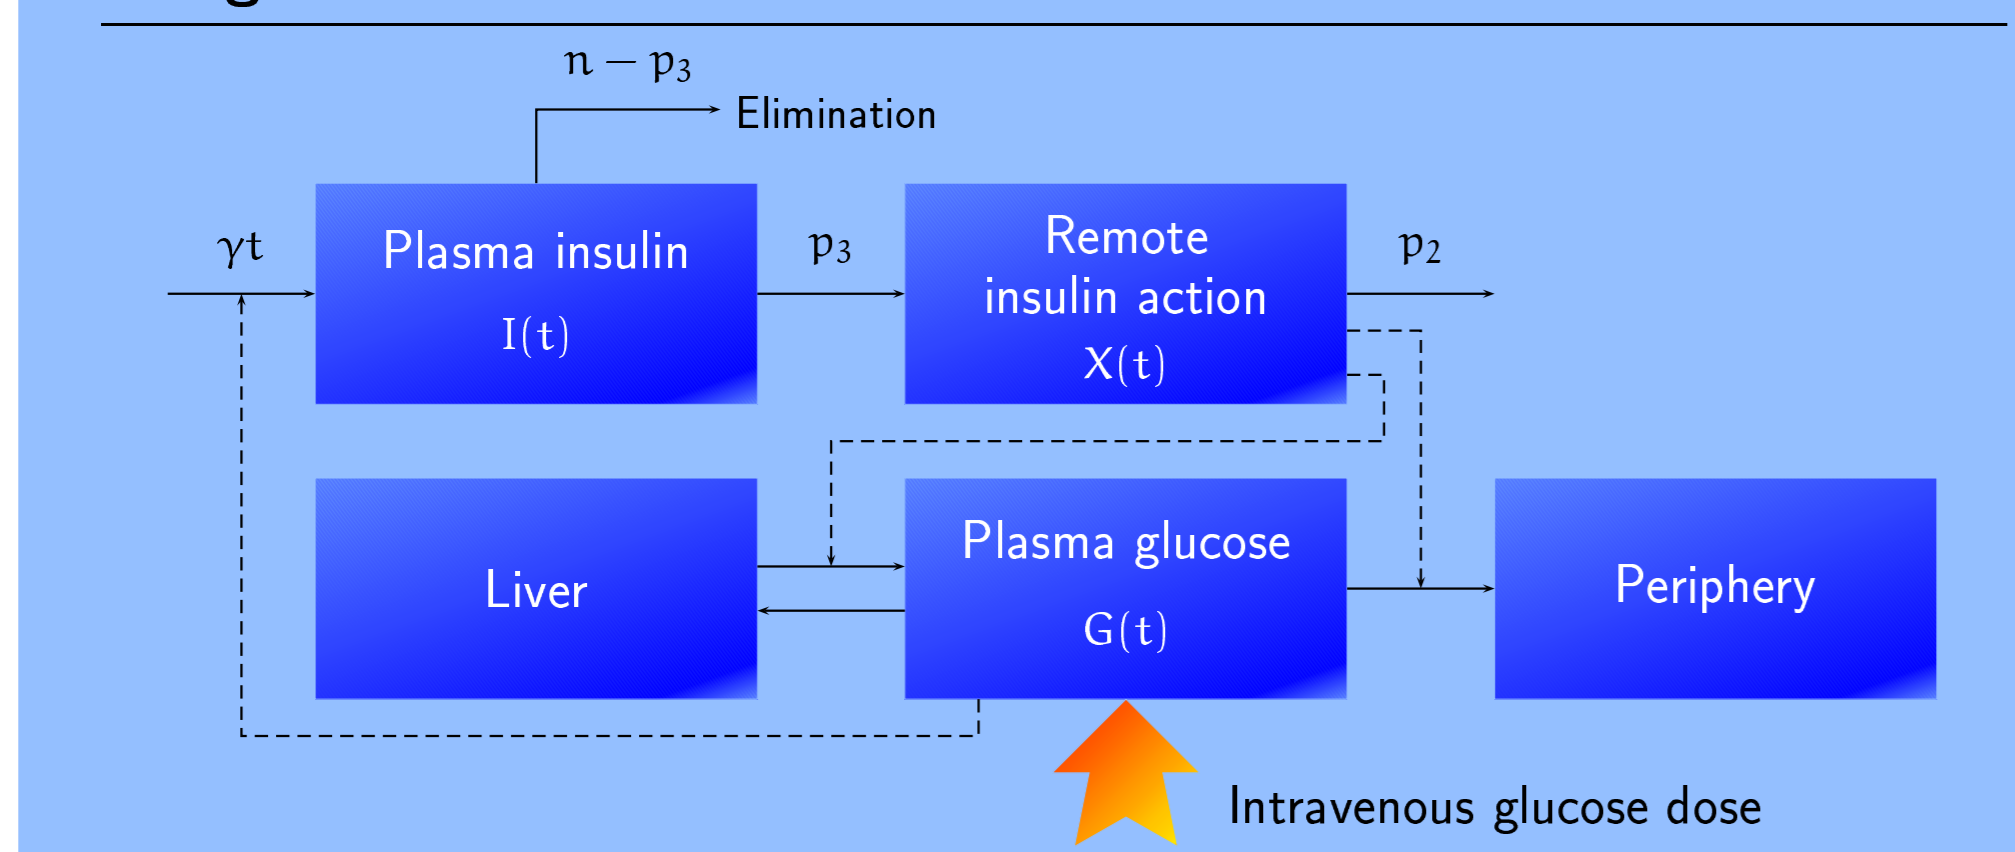 n − p₃
Elimination
γt
Plasma insulin
I(t)
p₃
Remote
insulin action
X(t)
p₂
Liver
Plasma glucose
G(t)
Periphery
Intravenous glucose dose